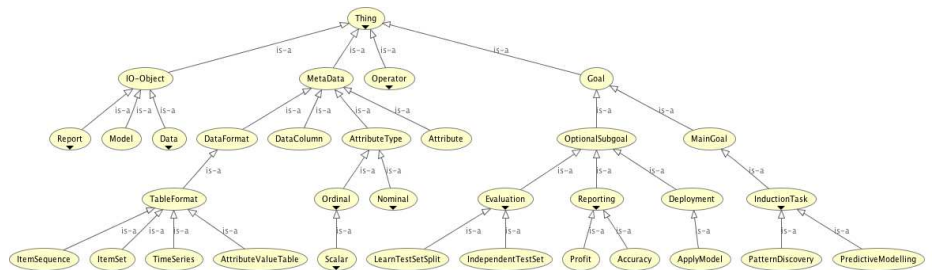 Thing
is-a is-a is-a is-a
IO-Object MetaData Operator Goal
is-a is-a is-a is-a is-a is-a is-a is-a is-a
Report Model Data DataFormat DataColumn AttributeType Attribute OptionalSubgoal MainGoal
is-a is-a is-a is-a is-a is-a is-a
TableFormat Ordinal Nominal Evaluation Reporting Deployment InductionTask
is-a is-a is-a is-a is-a is-a is-a is-a is-a is-a is-a is-a
ItemSequence ItemSet TimeSeries AttributeValueTable Scalar LearnTestSetSplit IndependentTestSet Profit Accuracy ApplyModel PatternDiscovery PredictiveModelling